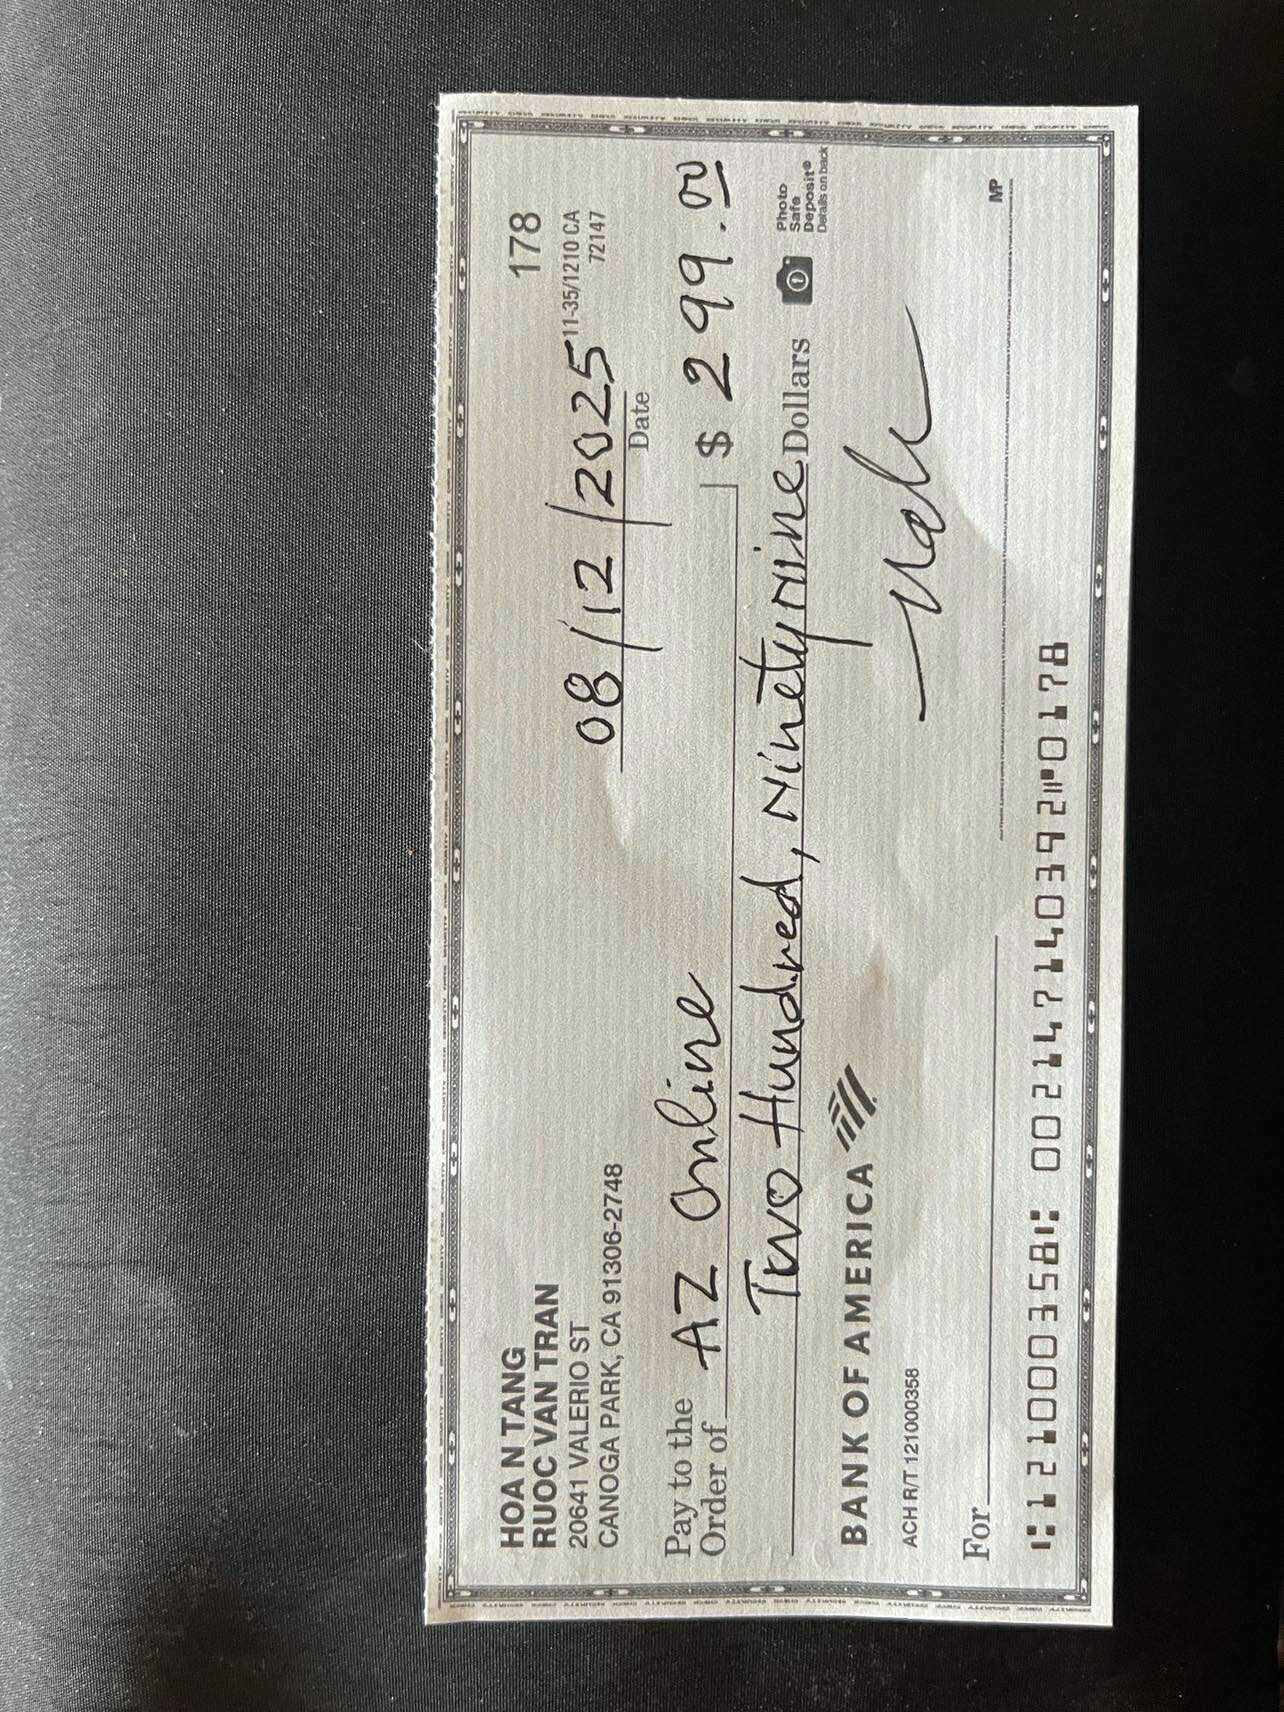 HOA N TANG
RUOC VAN TRAN
20641 VALERIO ST
CANOGA PARK, CA 91306-2748
178
11-35/1210 CA
72147
08/12/2025
Date
Pay to the
Order of AZ Online $ 299.00
Two Hundred, Ninety nine Dollars
Photo
Safe
Deposit®
Details on back
BANK OF AMERICA
ACH R/T 121000358
For
MP
⑆121000358⑆ 002147140392⑈0178